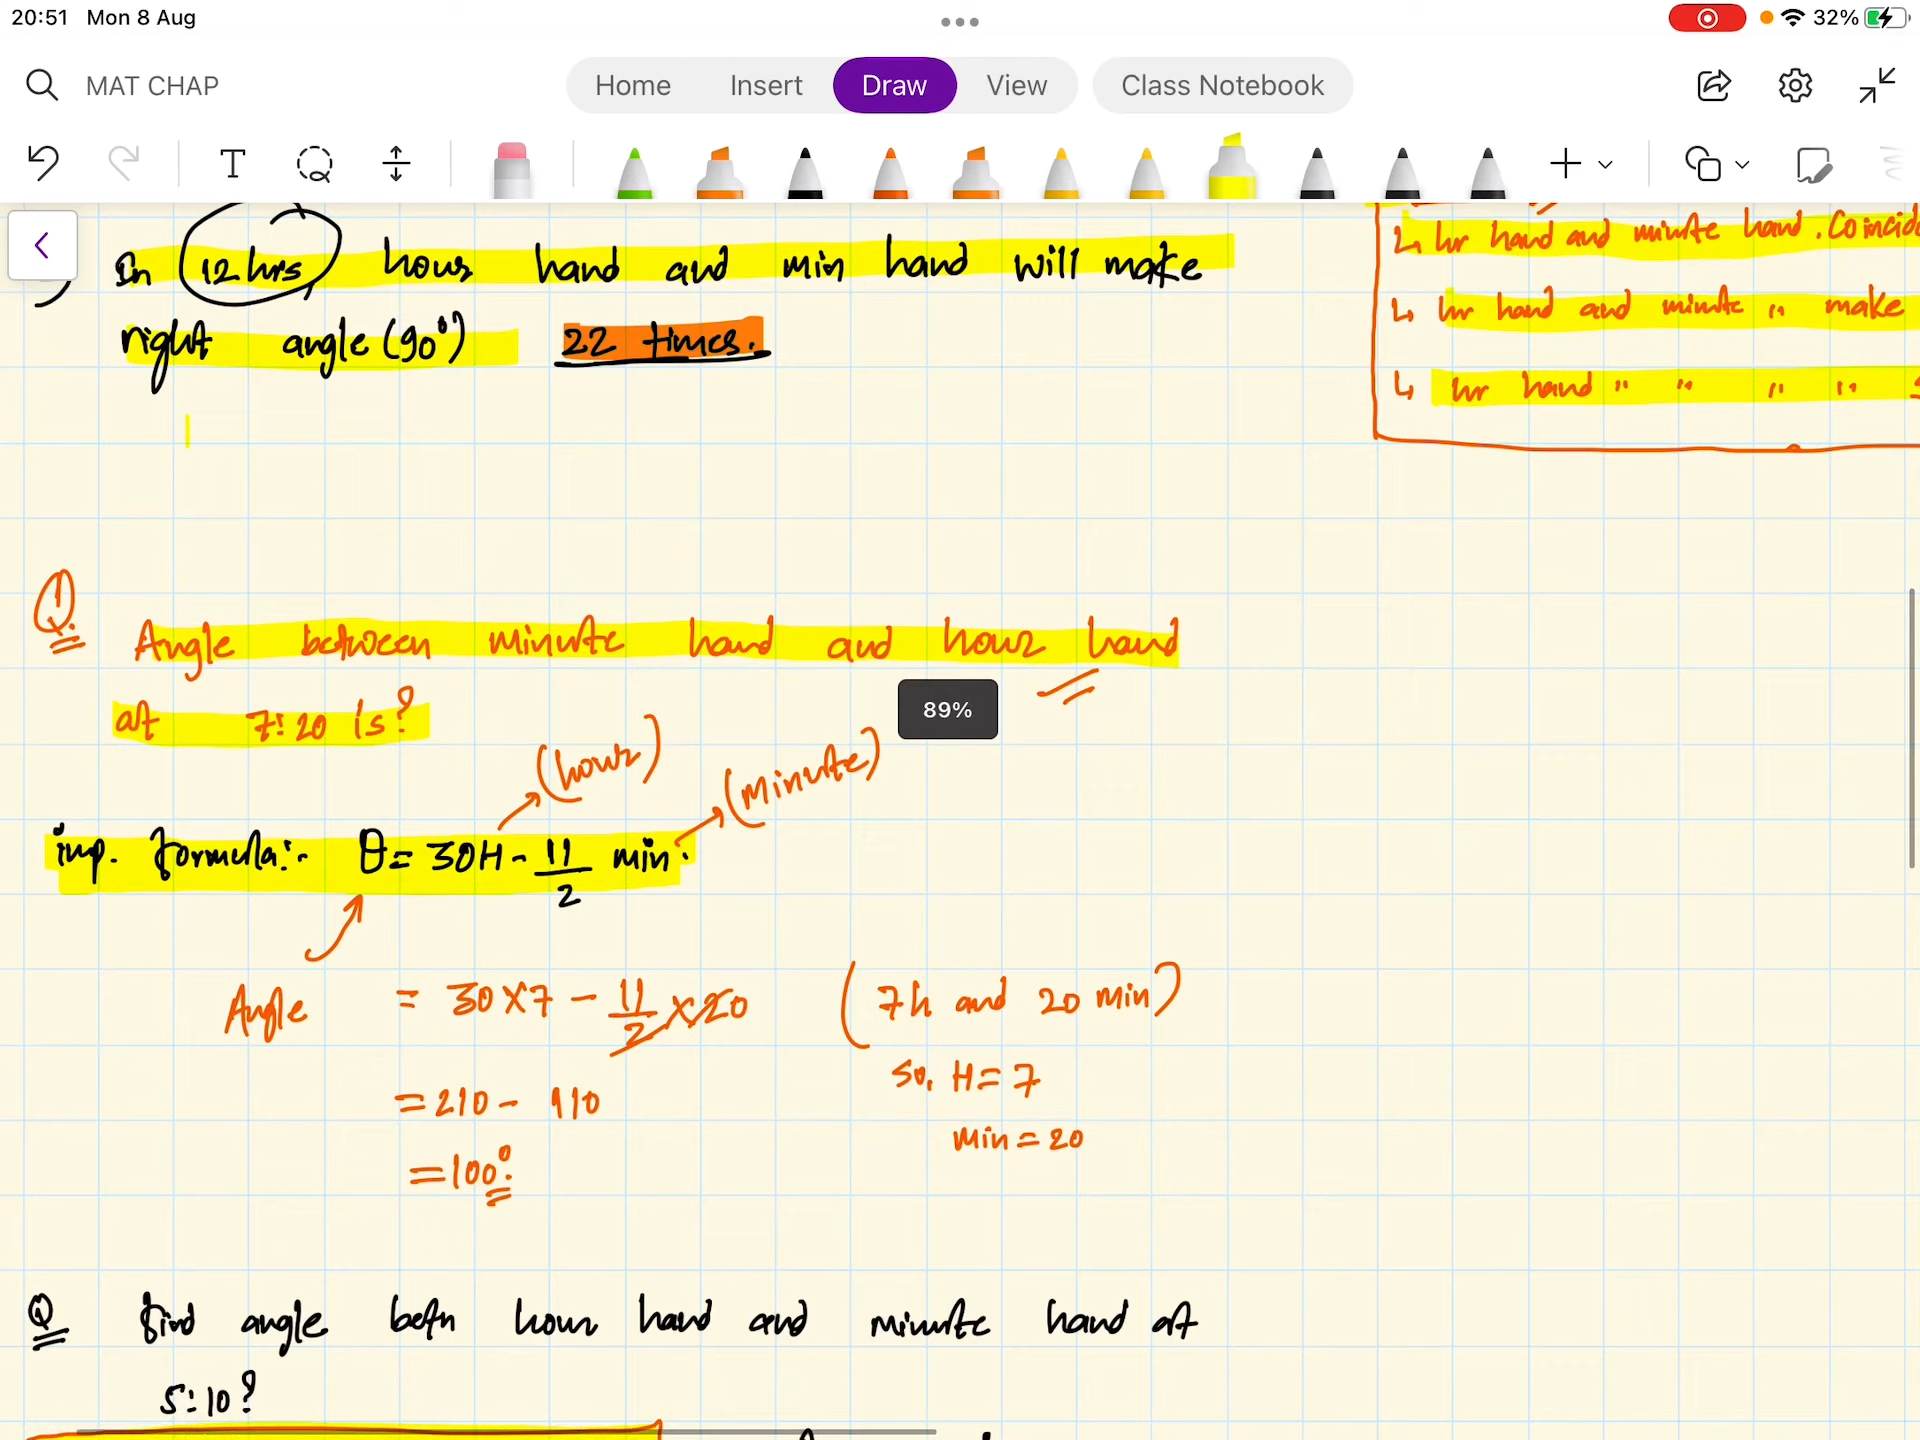 20:51 Mon 8 Aug
32%
MAT CHAP
Home Insert Draw View Class Notebook
In 12 hrs hour hand and min hand will make
right angle (90°) 22 times.
↳ hr hand and minute hand . Coincid
↳ hr hand and minute " make
↳ hr hand " " " "
Q. Angle between minute hand and hour hand
at 7:20 is?
89%
(hour)
(minute)
imp. formula:- θ = 30H - 11/2 min.
Angle = 30×7 - 11/2 ×20 (7h and 20 min)
so, H = 7
= 210 - 110
min = 20
= 100°.
Q find angle betn hour hand and minute hand at
5:10?